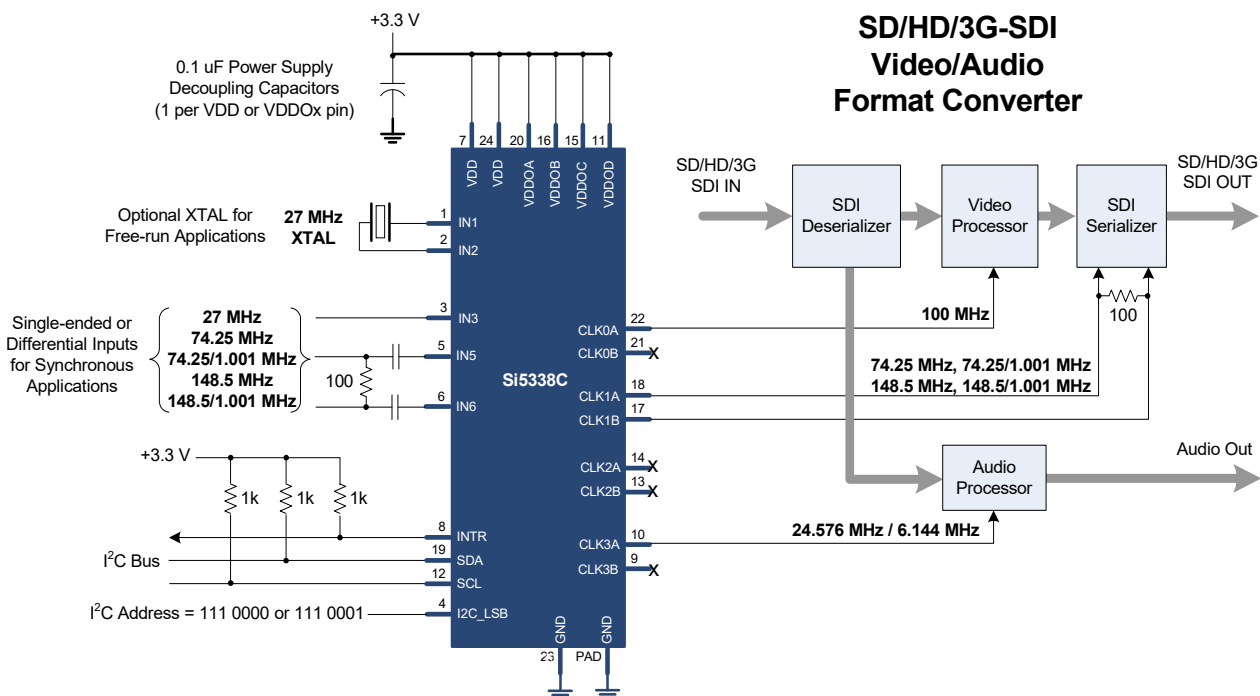 +3.3 V
SD/HD/3G-SDI
Video/Audio
Format Converter
0.1 uF Power Supply
Decoupling Capacitors
(1 per VDD or VDDOx pin)
7
24
20
16
15
11
VDD
VDD
VDDOA
VDDOB
VDDOC
VDDOD
Optional XTAL for
Free-run Applications
27 MHz
XTAL
1
IN1
2
IN2
Single-ended or
Differential Inputs
for Synchronous
Applications
27 MHz
74.25 MHz
74.25/1.001 MHz
148.5 MHz
148.5/1.001 MHz
100
3
IN3
5
IN5
6
IN6
Si5338C
+3.3 V
1k
1k
1k
I²C Bus
8
INTR
19
SDA
12
SCL
I²C Address = 111 0000 or 111 0001
4
I2C_LSB
GND
23
GND
PAD
22
CLK0A
21
CLK0B
X
18
CLK1A
17
CLK1B
14
CLK2A
X
13
CLK2B
X
10
CLK3A
9
CLK3B
X
SD/HD/3G
SDI IN
SDI
Deserializer
Video
Processor
SDI
Serializer
SD/HD/3G
SDI OUT
100 MHz
100
74.25 MHz, 74.25/1.001 MHz
148.5 MHz, 148.5/1.001 MHz
Audio
Processor
Audio Out
24.576 MHz / 6.144 MHz